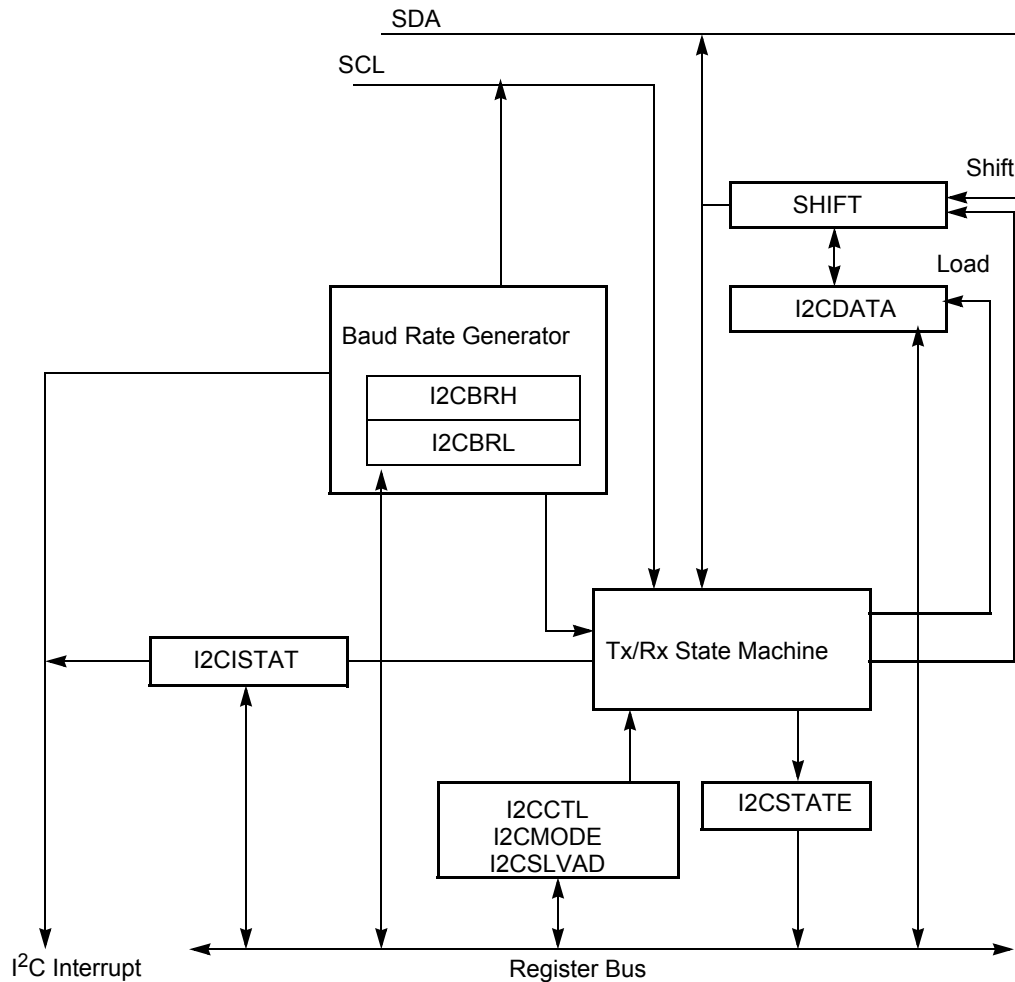 SDA
SCL
Shift
SHIFT
Load
I2CDATA
Baud Rate Generator
I2CBRH
I2CBRL
Tx/Rx State Machine
I2CISTAT
I2CCTL
I2CMODE
I2CSLVAD
I2CSTATE
I²C Interrupt
Register Bus